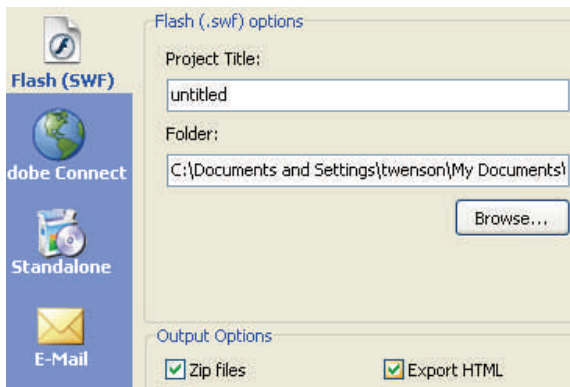 Flash (SWF)
dobe Connect
Standalone
E-Mail
Flash (.swf) options
Project Title:
untitled
Folder:
C:\Documents and Settings\twenson\My Documents\
Browse...
Output Options
Zip files
Export HTML